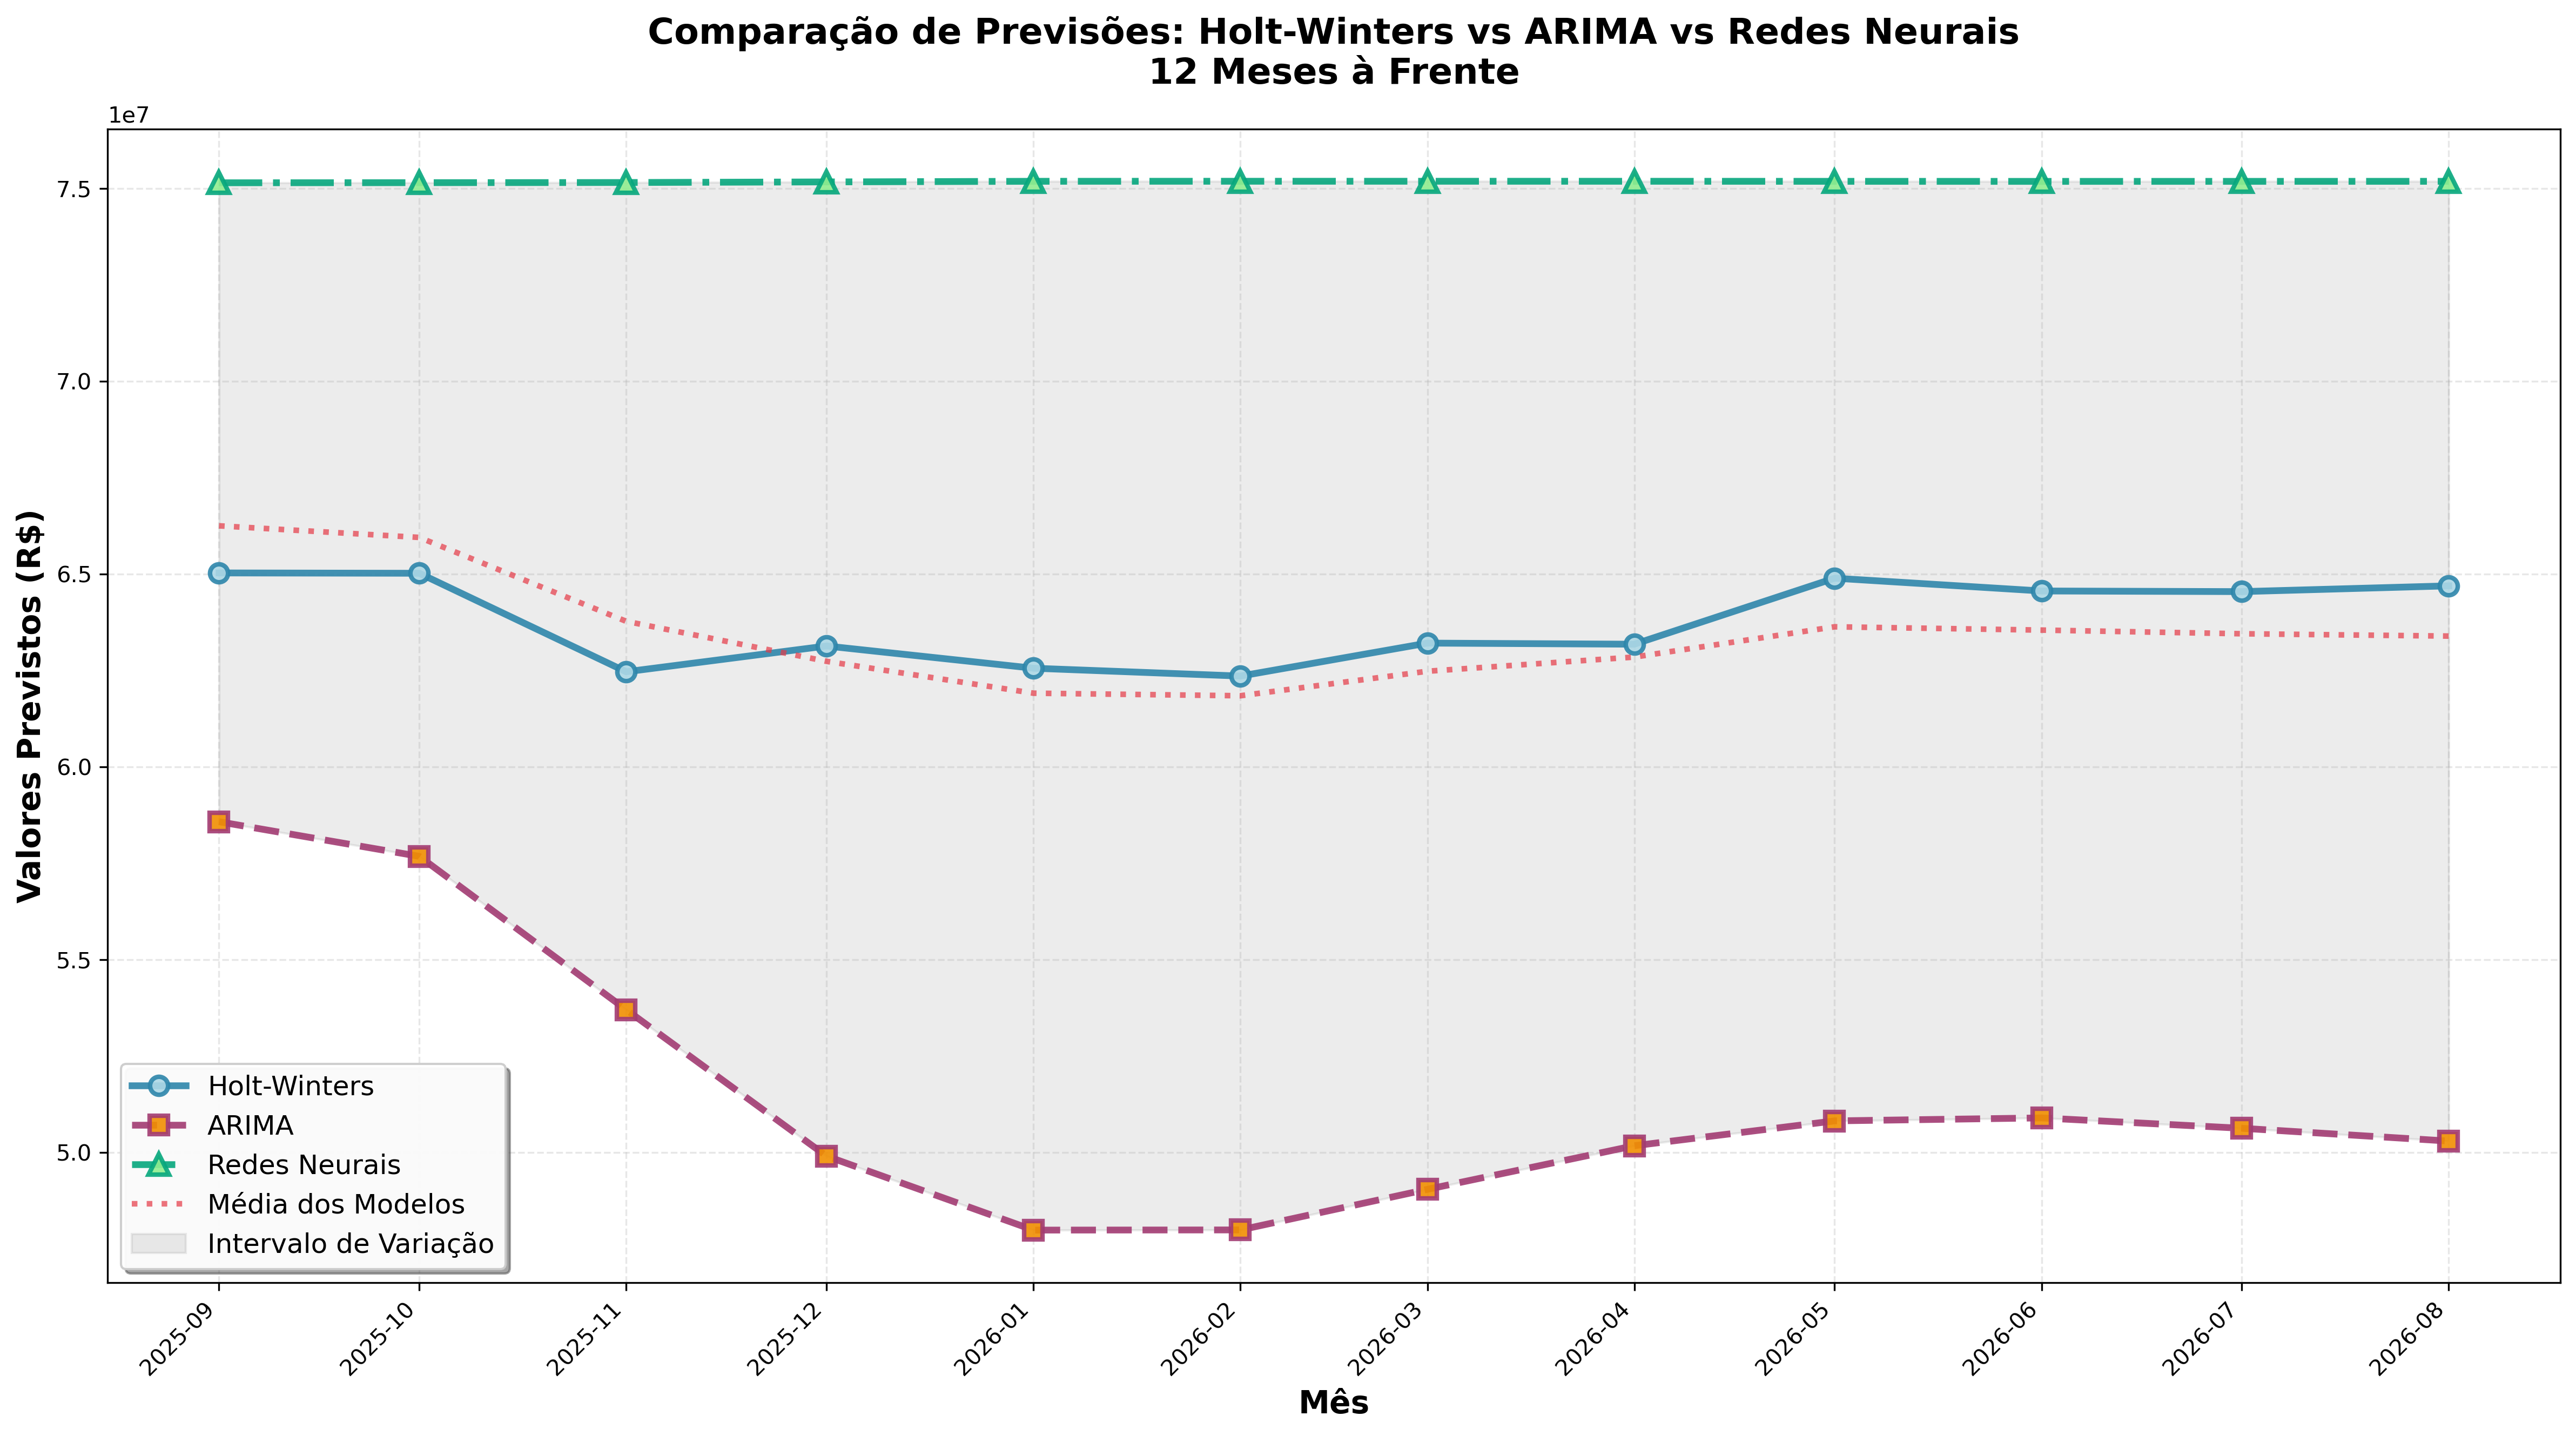 Comparação de Previsões: Holt-Winters vs ARIMA vs Redes Neurais
12 Meses à Frente
1e7
Valores Previstos (R$)
7.5
7.0
6.5
6.0
5.5
5.0
Holt-Winters
ARIMA
Redes Neurais
Média dos Modelos
Intervalo de Variação
2025-09
2025-10
2025-11
2025-12
2026-01
2026-02
2026-03
2026-04
2026-05
2026-06
2026-07
2026-08
Mês